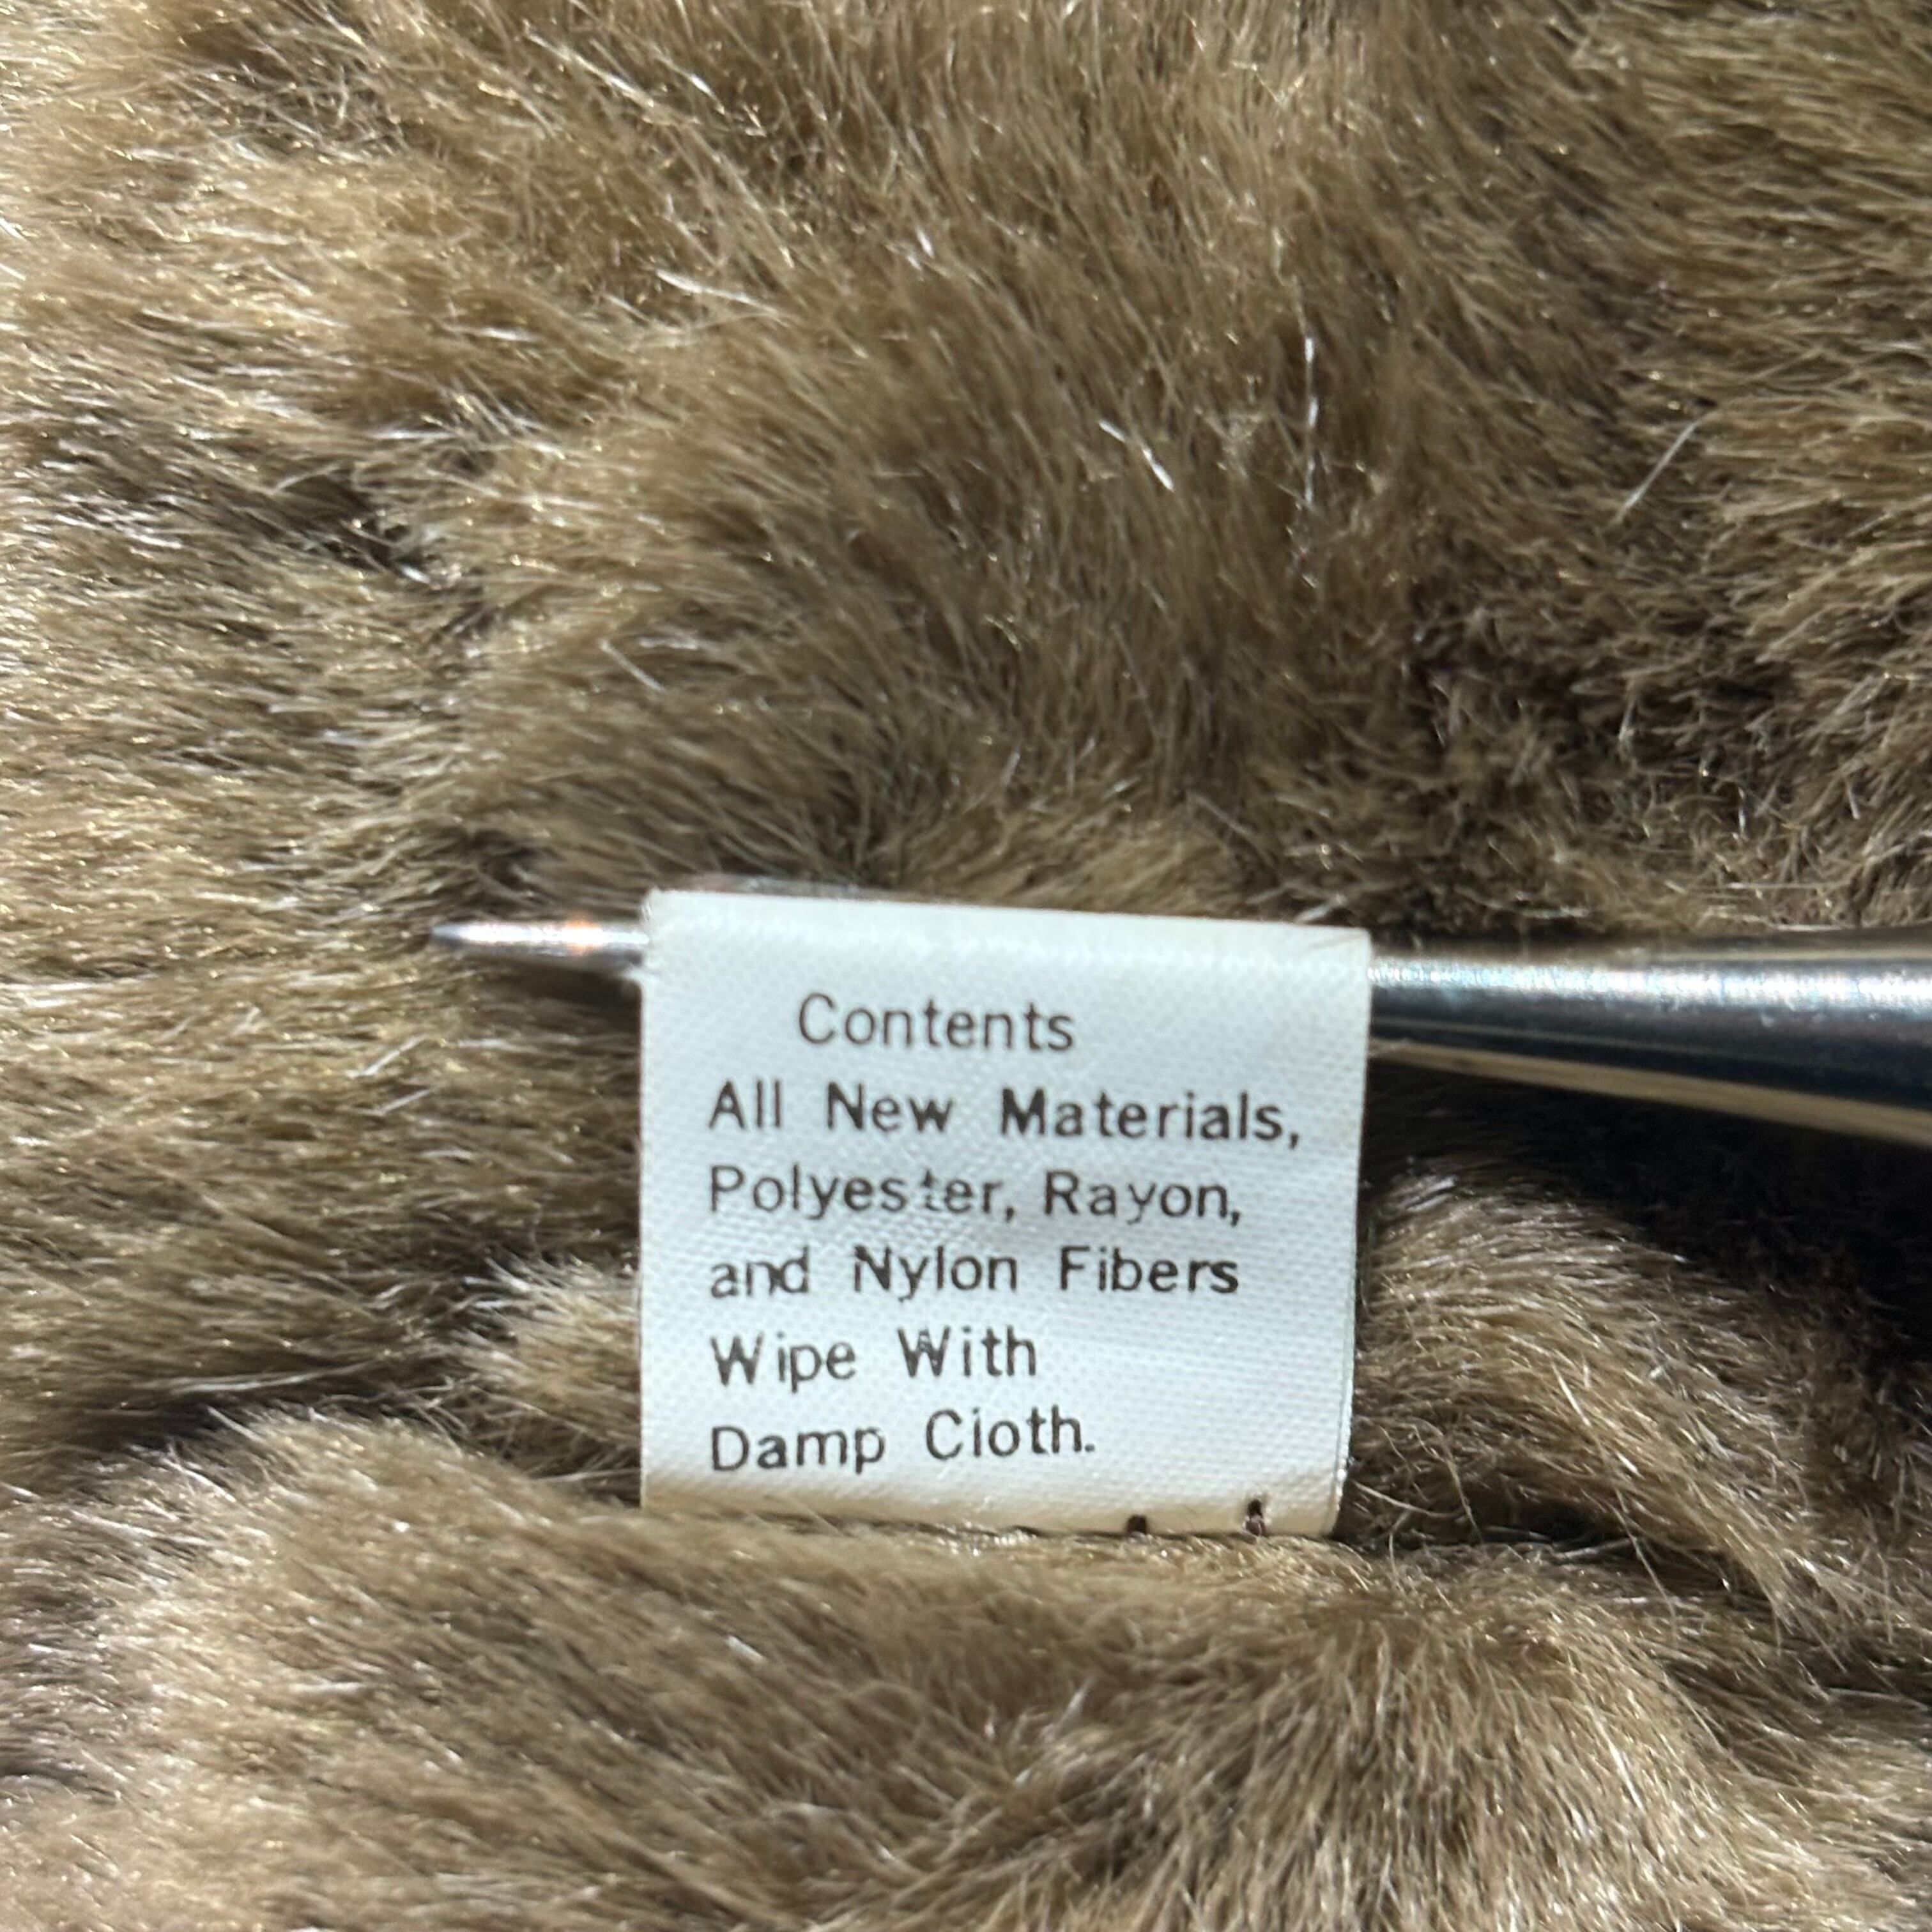 Contents
All New Materials,
Polyester, Rayon,
and Nylon Fibers
Wipe With
Damp Cioth.